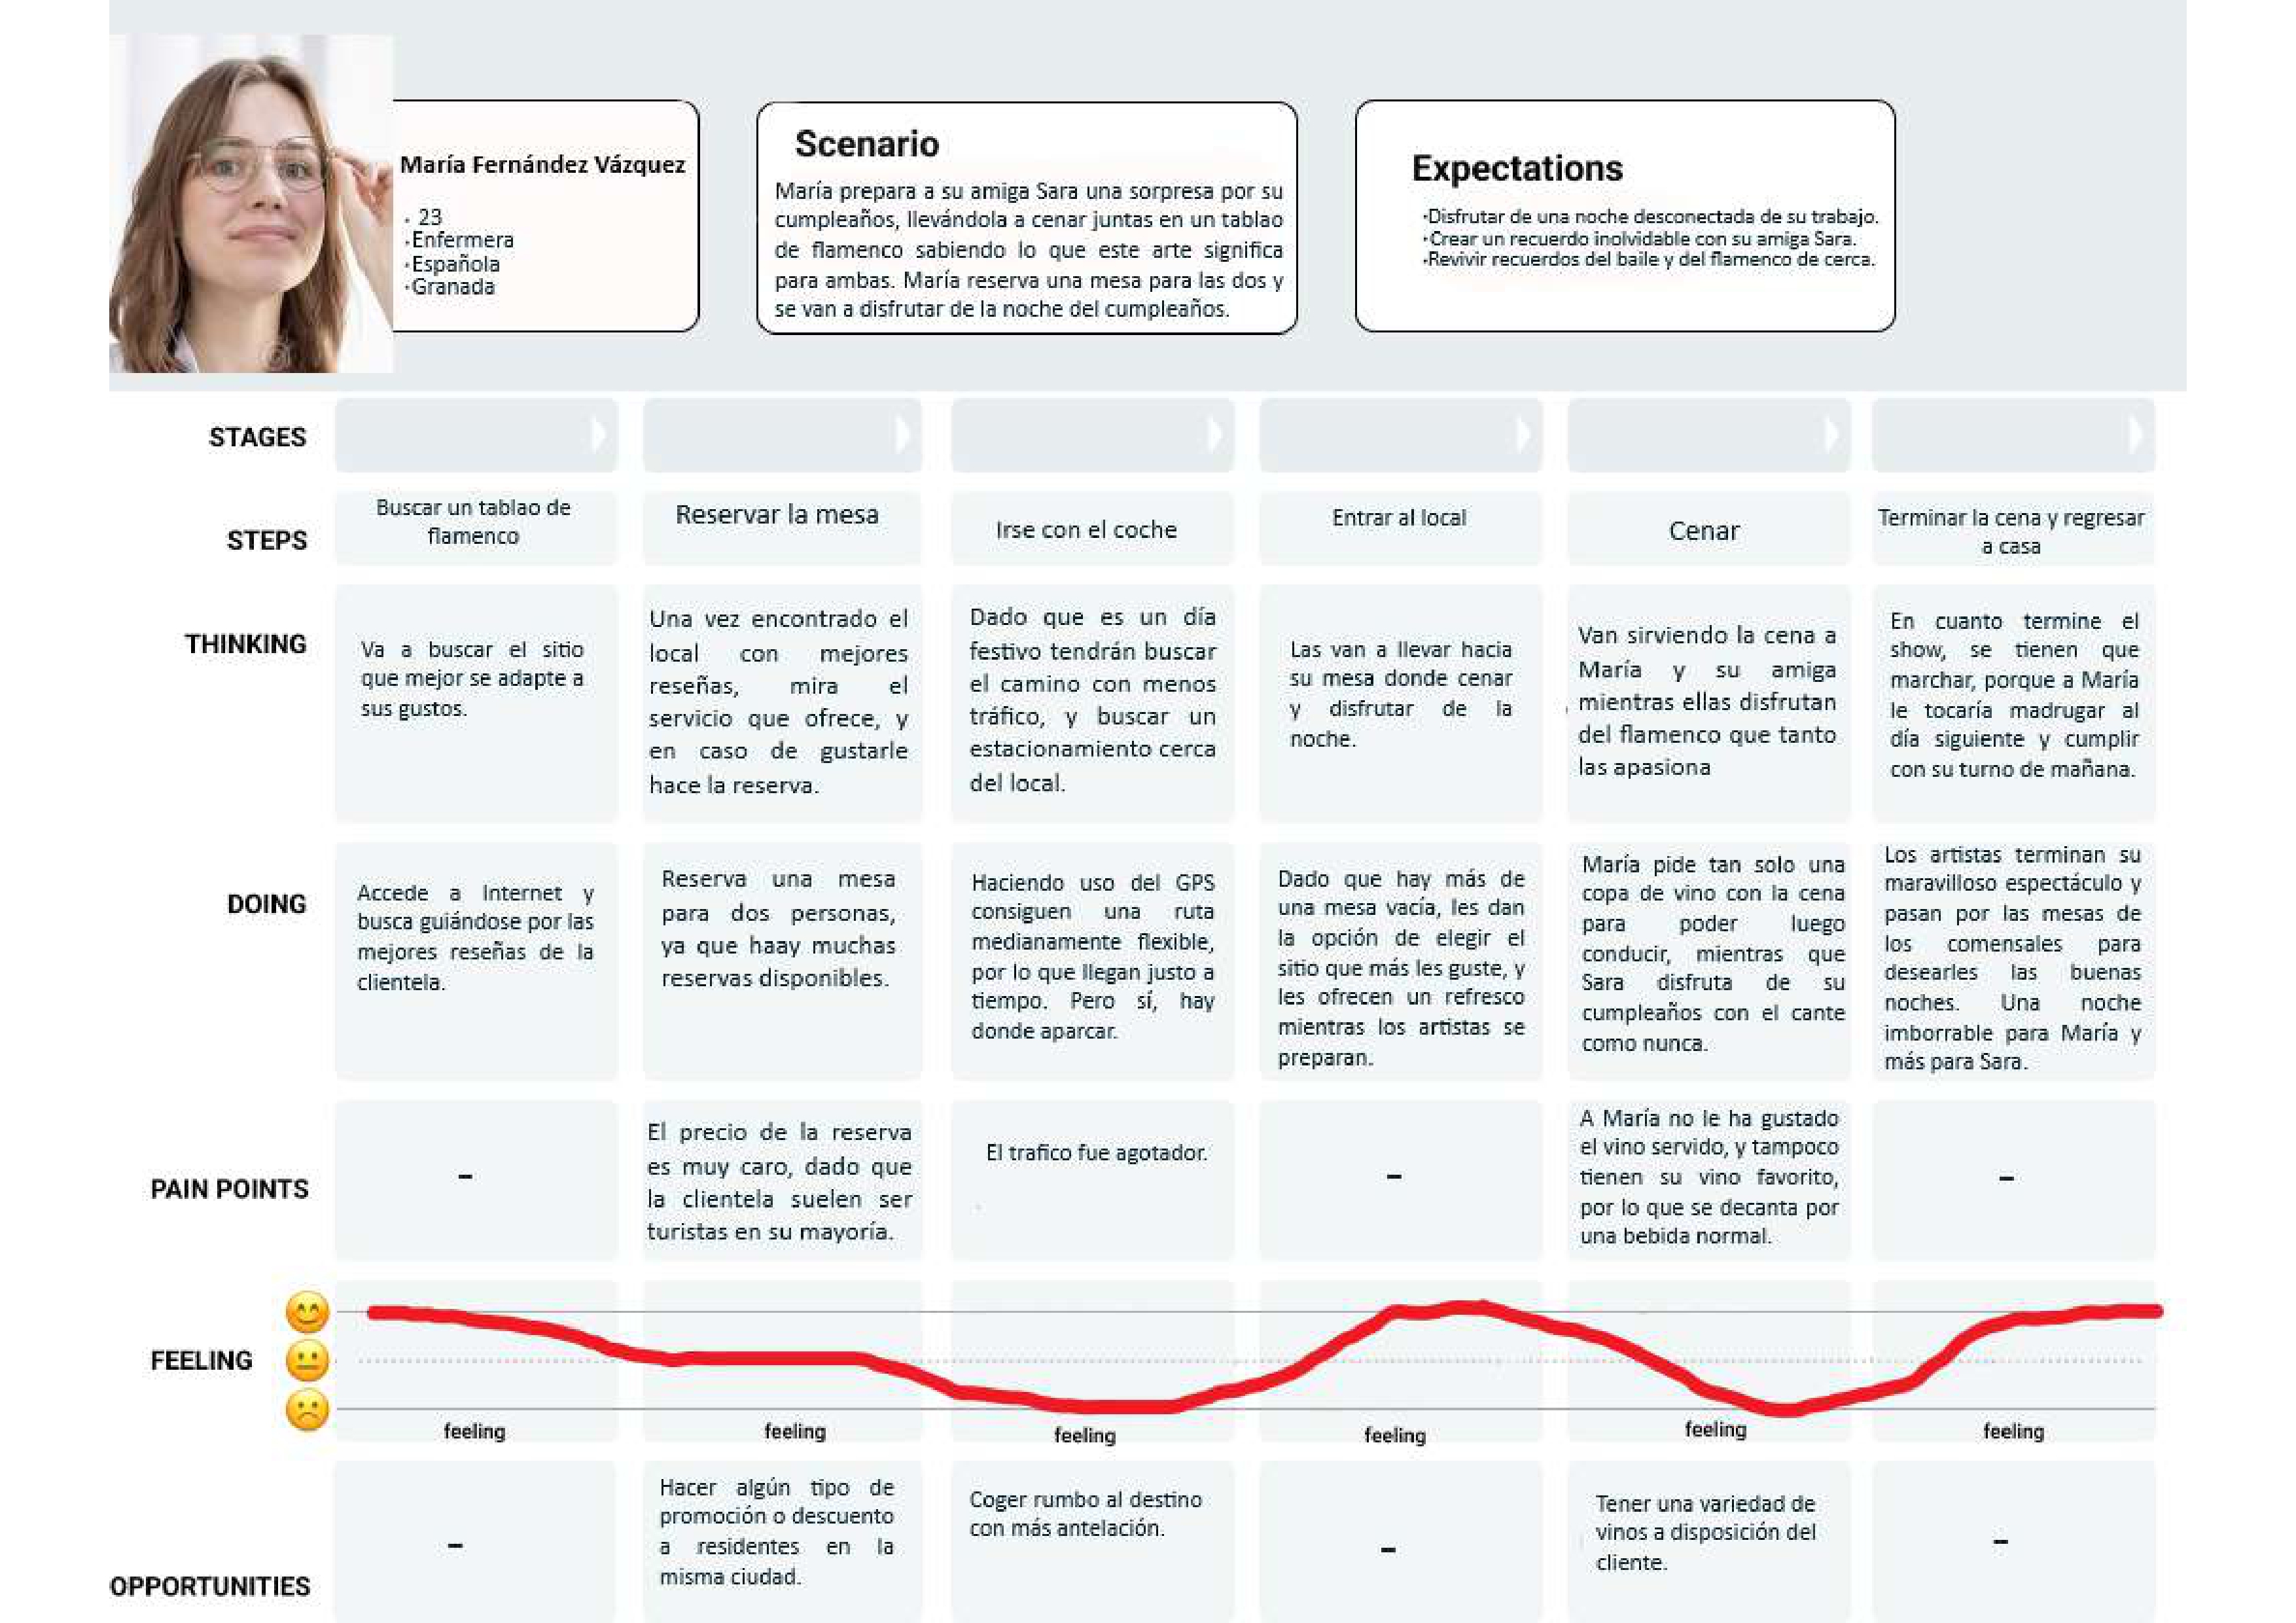 María Fernández Vázquez
· 23
·Enfermera
·Española
·Granada
Scenario
María prepara a su amiga Sara una sorpresa por su
cumpleaños, llevándola a cenar juntas en un tablao
de flamenco sabiendo lo que este arte significa
para ambas. María reserva una mesa para las dos y
se van a disfrutar de la noche del cumpleaños.
Expectations
·Disfrutar de una noche desconectada de su trabajo.
·Crear un recuerdo inolvidable con su amiga Sara.
·Revivir recuerdos del baile y del flamenco de cerca.
STAGES
STEPS
Buscar un tablao de
flamenco
Reservar la mesa
Irse con el coche
Entrar al local
Cenar
Terminar la cena y regresar
a casa
THINKING
Va a buscar el sitio
que mejor se adapte a
sus gustos.
Una vez encontrado el
local con mejores
reseñas, mira el
servicio que ofrece, y
en caso de gustarle
hace la reserva.
Dado que es un día
festivo tendrán buscar
el camino con menos
tráfico, y buscar un
estacionamiento cerca
del local.
Las van a llevar hacia
su mesa donde cenar
y disfrutar de la
noche.
Van sirviendo la cena a
María y su amiga
mientras ellas disfrutan
del flamenco que tanto
las apasiona
En cuanto termine el
show, se tienen que
marchar, porque a María
le tocaría madrugar al
día siguiente y cumplir
con su turno de mañana.
DOING
Accede a Internet y
busca guiándose por las
mejores reseñas de la
clientela.
Reserva una mesa
para dos personas,
ya que haay muchas
reservas disponibles.
Haciendo uso del GPS
consiguen una ruta
medianamente flexible,
por lo que llegan justo a
tiempo. Pero sí, hay
donde aparcar.
Dado que hay más de
una mesa vacía, les dan
la opción de elegir el
sitio que más les guste, y
les ofrecen un refresco
mientras los artistas se
preparan.
María pide tan solo una
copa de vino con la cena
para poder luego
conducir, mientras que
Sara disfruta de su
cumpleaños con el cante
como nunca.
Los artistas terminan su
maravilloso espectáculo y
pasan por las mesas de
los comensales para
desearles las buenas
noches. Una noche
imborrable para María y
más para Sara.
PAIN POINTS
–
El precio de la reserva
es muy caro, dado que
la clientela suelen ser
turistas en su mayoría.
El trafico fue agotador.
–
A María no le ha gustado
el vino servido, y tampoco
tienen su vino favorito,
por lo que se decanta por
una bebida normal.
–
FEELING
feeling
feeling
feeling
feeling
feeling
feeling
OPPORTUNITIES
–
Hacer algún tipo de
promoción o descuento
a residentes en la
misma ciudad.
Coger rumbo al destino
con más antelación.
–
Tener una variedad de
vinos a disposición del
cliente.
–